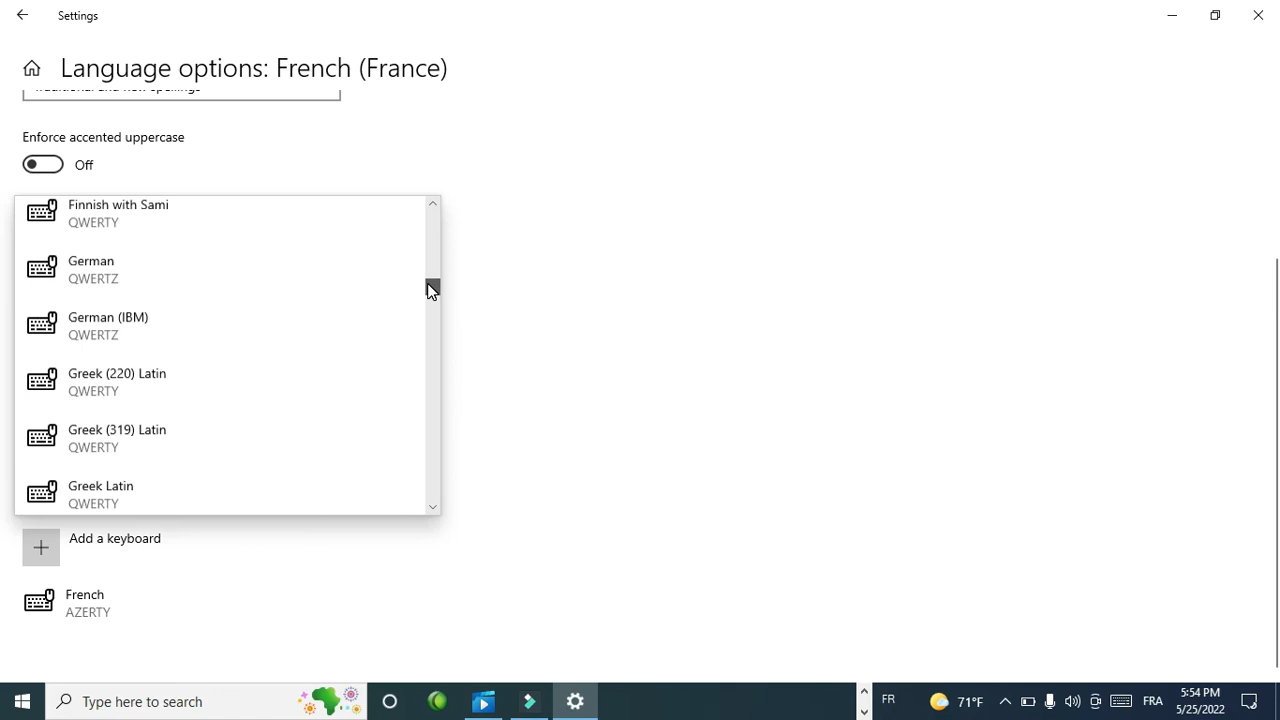 Settings
Language options: French (France)
Enforce accented uppercase
Off
Finnish with Sami
QWERTY
German
QWERTZ
German (IBM)
QWERTZ
Greek (220) Latin
QWERTY
Greek (319) Latin
QWERTY
Greek Latin
QWERTY
Add a keyboard
French
AZERTY
Type here to search
FR
71°F
FRA
5:54 PM
5/25/2022